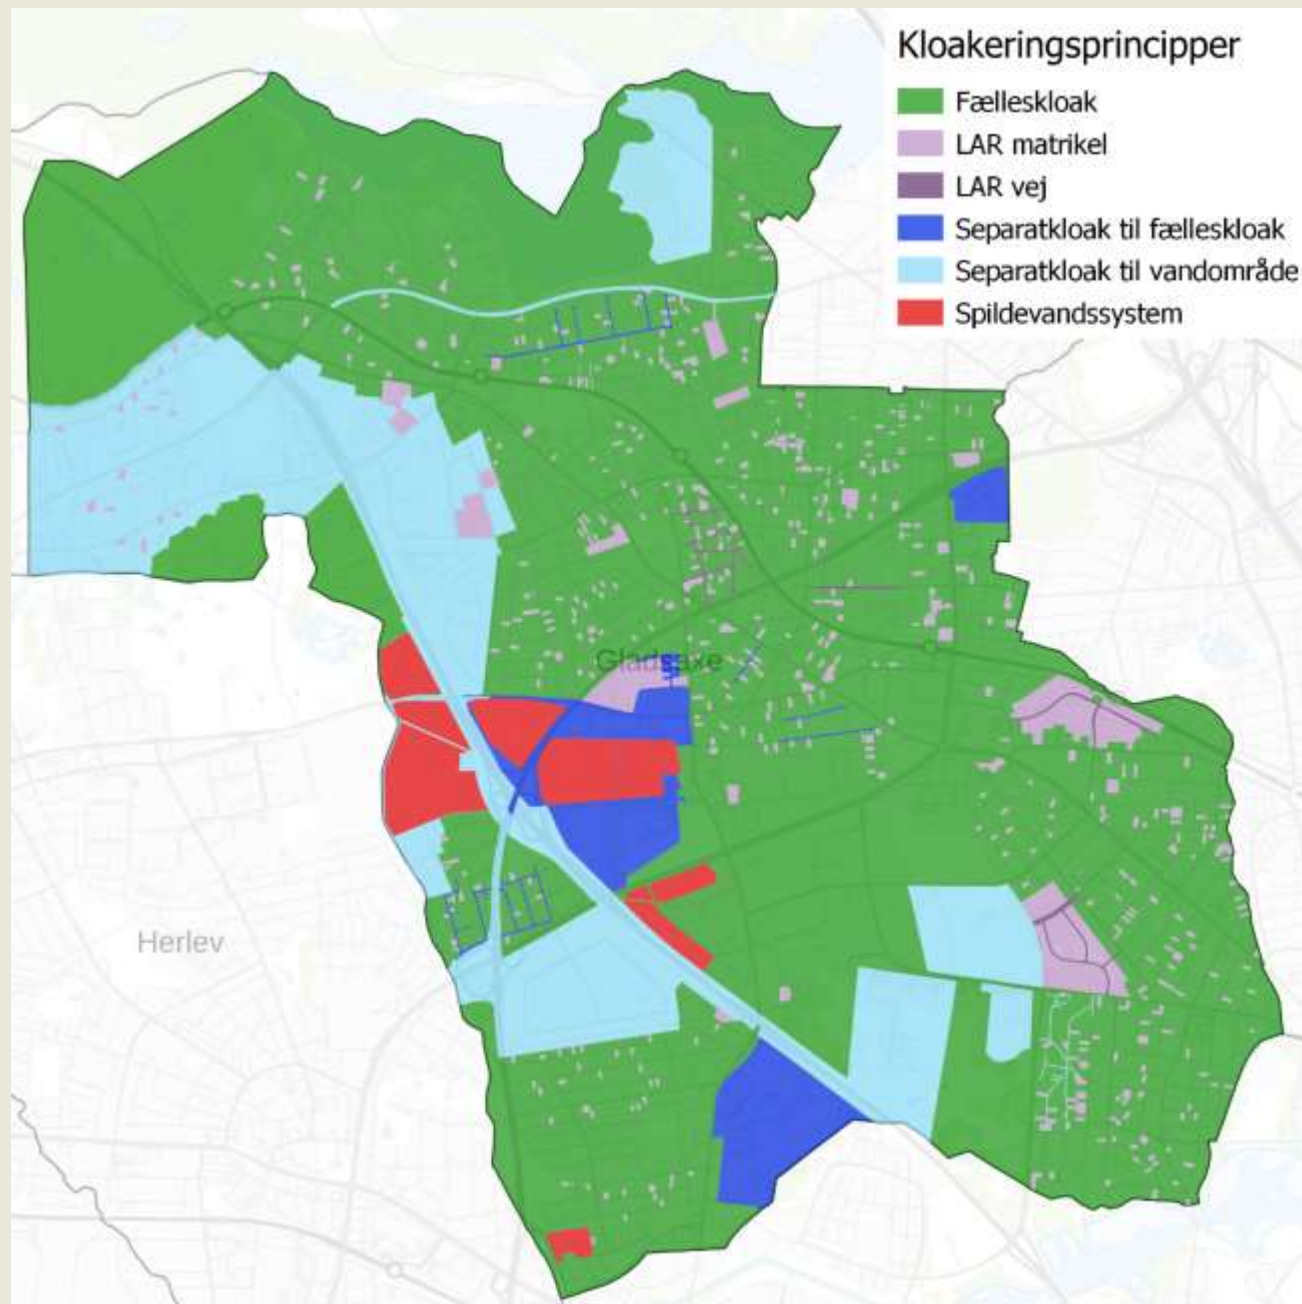 Kloakeringsprincipper
Fælleskloak
LAR matrikel
LAR vej
Separatkloak til fælleskloak
Separatkloak til vandområde
Spildevandssystem
Gladsaxe
Herlev